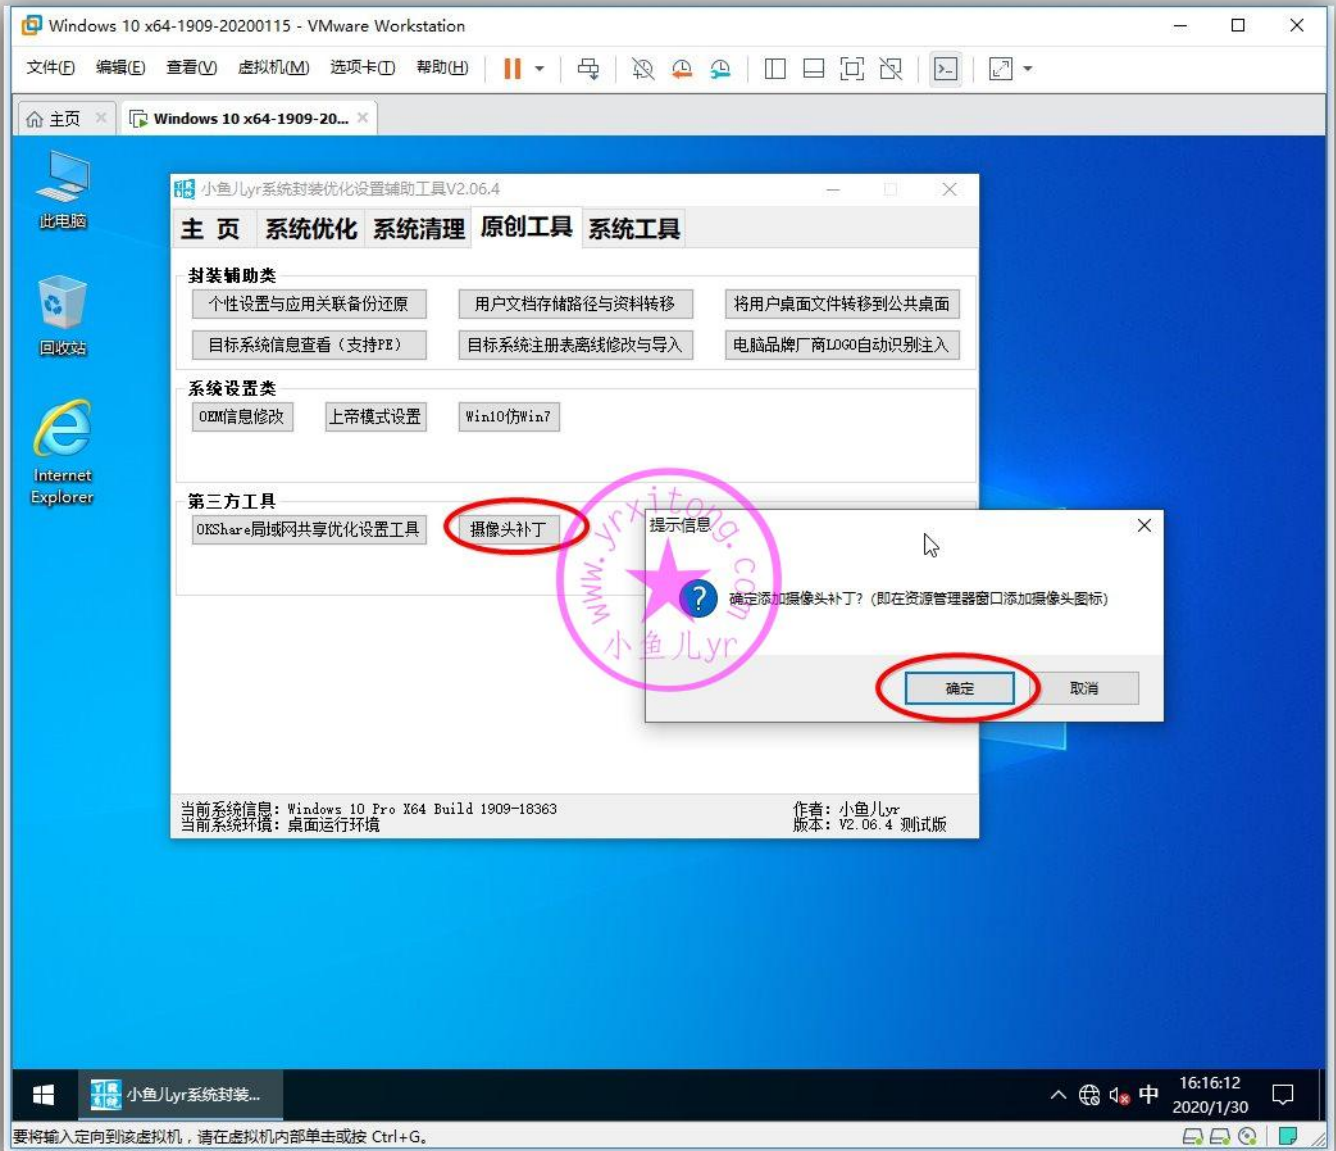 Windows 10 x64-1909-20200115 - VMware Workstation
文件(F) 编辑(E) 查看(V) 虚拟机(M) 选项卡(T) 帮助(H)
主页 Windows 10 x64-1909-20...
此电脑
回收站
Internet
Explorer
小鱼儿yr系统封装优化设置辅助工具V2.06.4
主 页 系统优化 系统清理 原创工具 系统工具
封装辅助类
个性设置与应用关联备份还原 用户文档存储路径与资料转移 将用户桌面文件转移到公共桌面
目标系统信息查看（支持PE） 目标系统注册表离线修改与导入 电脑品牌厂商LOGO自动识别注入
系统设置类
OEM信息修改 上帝模式设置 Win10仿Win7
第三方工具
OKShare局域网共享优化设置工具 摄像头补丁
www.yrxitong.com
小鱼儿yr
提示信息
确定添加摄像头补丁?（即在资源管理器窗口添加摄像头图标）
确定 取消
当前系统信息：Windows 10 Pro X64 Build 1909-18363
当前系统环境：桌面运行环境
作者：小鱼儿yr
版本：V2.06.4 测试版
小鱼儿yr系统封装...
中
16:16:12
2020/1/30
要将输入定向到该虚拟机，请在虚拟机内部单击或按 Ctrl+G。